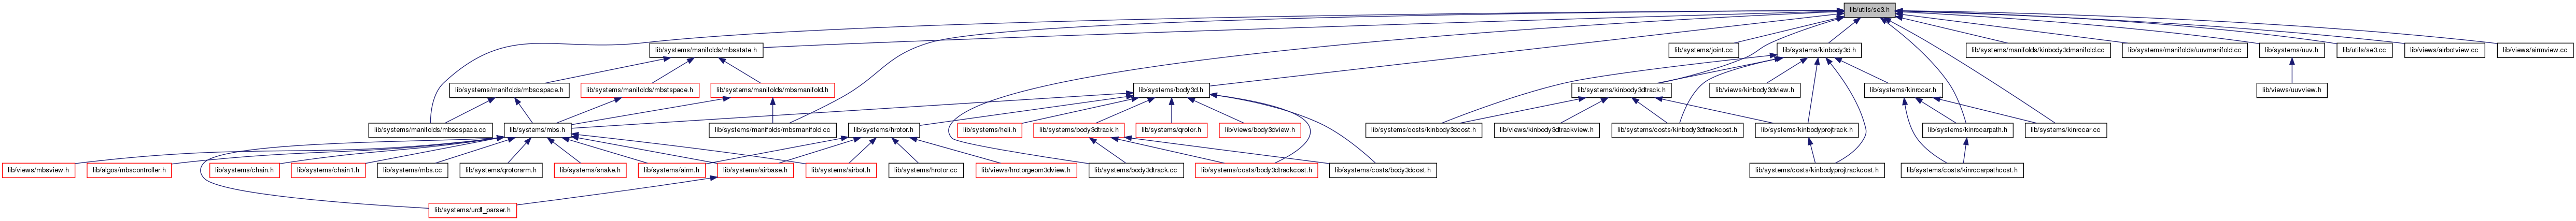 lib/utils/se3.h
lib/systems/manifolds/mbsstate.h
lib/systems/joint.cc
lib/systems/kinbody3d.h
lib/systems/manifolds/kinbody3dmanifold.cc
lib/systems/manifolds/uuvmanifold.cc
lib/systems/uuv.h
lib/utils/se3.cc
lib/views/airbotview.cc
lib/views/airmview.cc
lib/systems/manifolds/mbscspace.h
lib/systems/manifolds/mbstspace.h
lib/systems/manifolds/mbsmanifold.h
lib/systems/body3d.h
lib/systems/kinbody3dtrack.h
lib/views/kinbody3dview.h
lib/systems/kinrccar.h
lib/views/uuvview.h
lib/systems/manifolds/mbscspace.cc
lib/systems/mbs.h
lib/systems/manifolds/mbsmanifold.cc
lib/systems/hrotor.h
lib/systems/heli.h
lib/systems/body3dtrack.h
lib/systems/qrotor.h
lib/views/body3dview.h
lib/systems/costs/kinbody3dcost.h
lib/views/kinbody3dtrackview.h
lib/systems/costs/kinbody3dtrackcost.h
lib/systems/kinbodyprojtrack.h
lib/systems/kinrccarpath.h
lib/systems/kinrccar.cc
lib/views/mbsview.h
lib/algos/mbscontroller.h
lib/systems/chain.h
lib/systems/chain1.h
lib/systems/mbs.cc
lib/systems/qrotorarm.h
lib/systems/snake.h
lib/systems/airm.h
lib/systems/airbase.h
lib/systems/airbot.h
lib/systems/hrotor.cc
lib/views/hrotorgeom3dview.h
lib/systems/body3dtrack.cc
lib/systems/costs/body3dtrackcost.h
lib/systems/costs/body3dcost.h
lib/systems/costs/kinbodyprojtrackcost.h
lib/systems/costs/kinrccarpathcost.h
lib/systems/urdf_parser.h